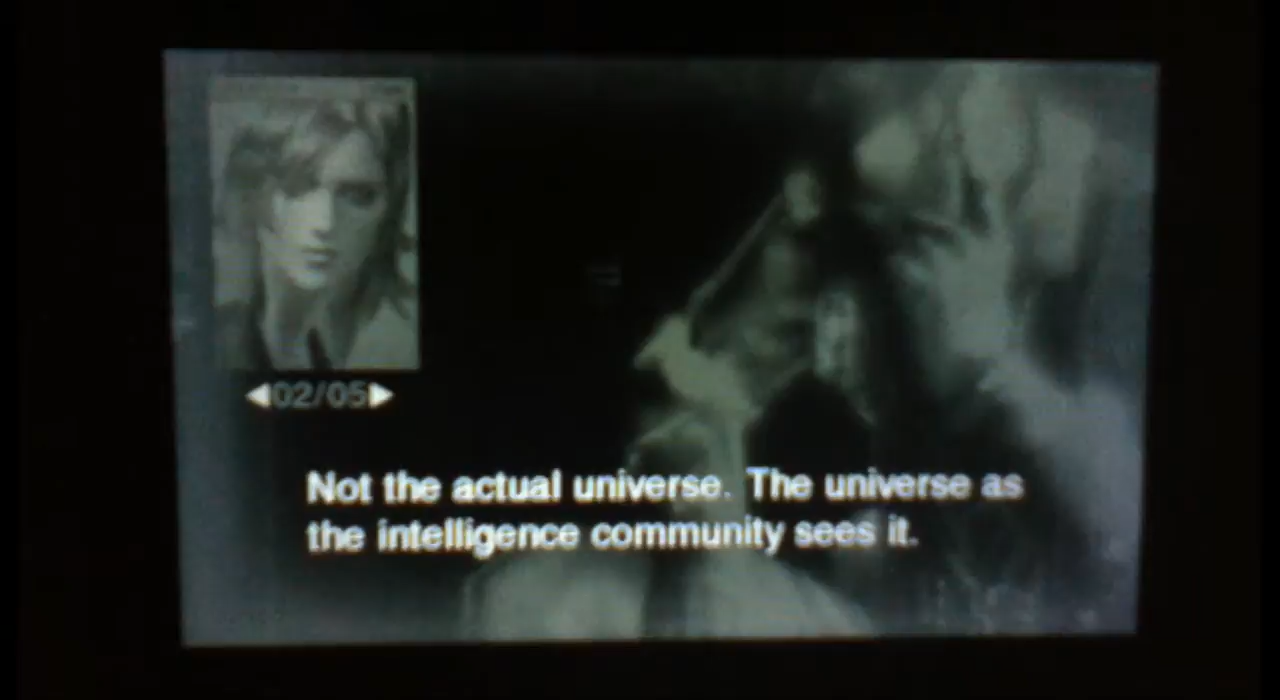 ◀02/05▶
Not the actual universe. The universe as
the intelligence community sees it.